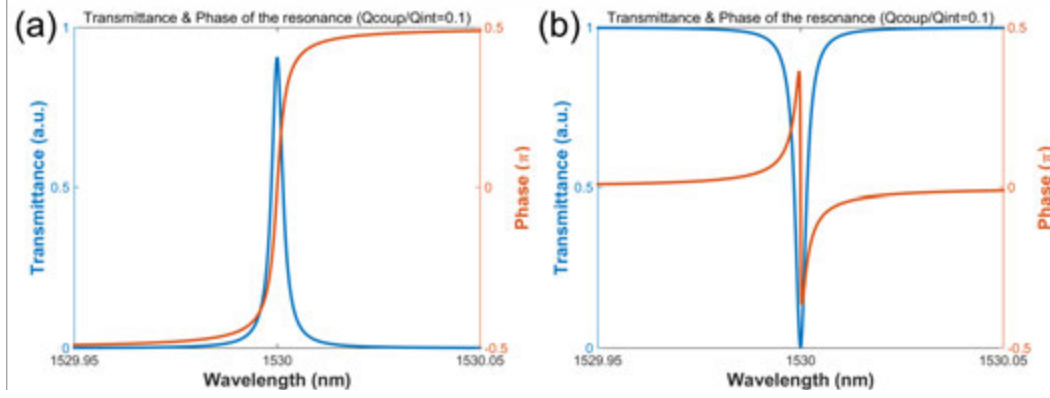 (a)
Transmittance & Phase of the resonance (Qcoup/Qint=0.1)
1
0.5
0
Transmittance (a.u.)
0.5
0
-0.5
Phase (π)
1529.95
1530
1530.05
Wavelength (nm)
(b)
Transmittance & Phase of the resonance (Qcoup/Qint=0.1)
1
0.5
0
Transmittance (a.u.)
0.5
0
-0.5
Phase (π)
1529.95
1530
1530.05
Wavelength (nm)